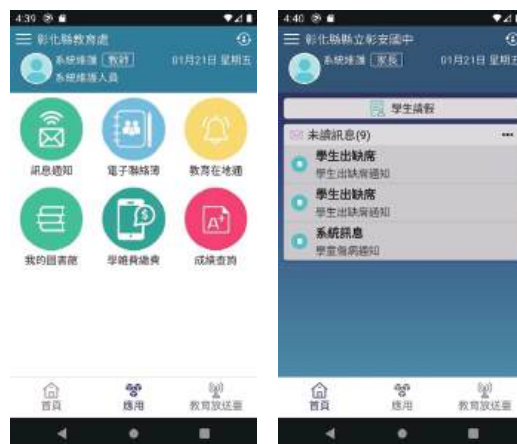 4:39
彰化縣教育處
系統維護 教師
01月21日 星期五
系統維護人員
訊息通知
電子聯絡簿
教育在地通
我的圖書館
學雜費繳費
A+
成績查詢
首頁
應用
教育放送臺
4:40
彰化縣縣立彰安國中
系統維護 家長
01月21日 星期五
學生請假
未讀訊息(9)
學生出缺席
學生出缺席通知
學生出缺席
學生出缺席通知
系統訊息
學童傷病通知
首頁
應用
教育放送臺